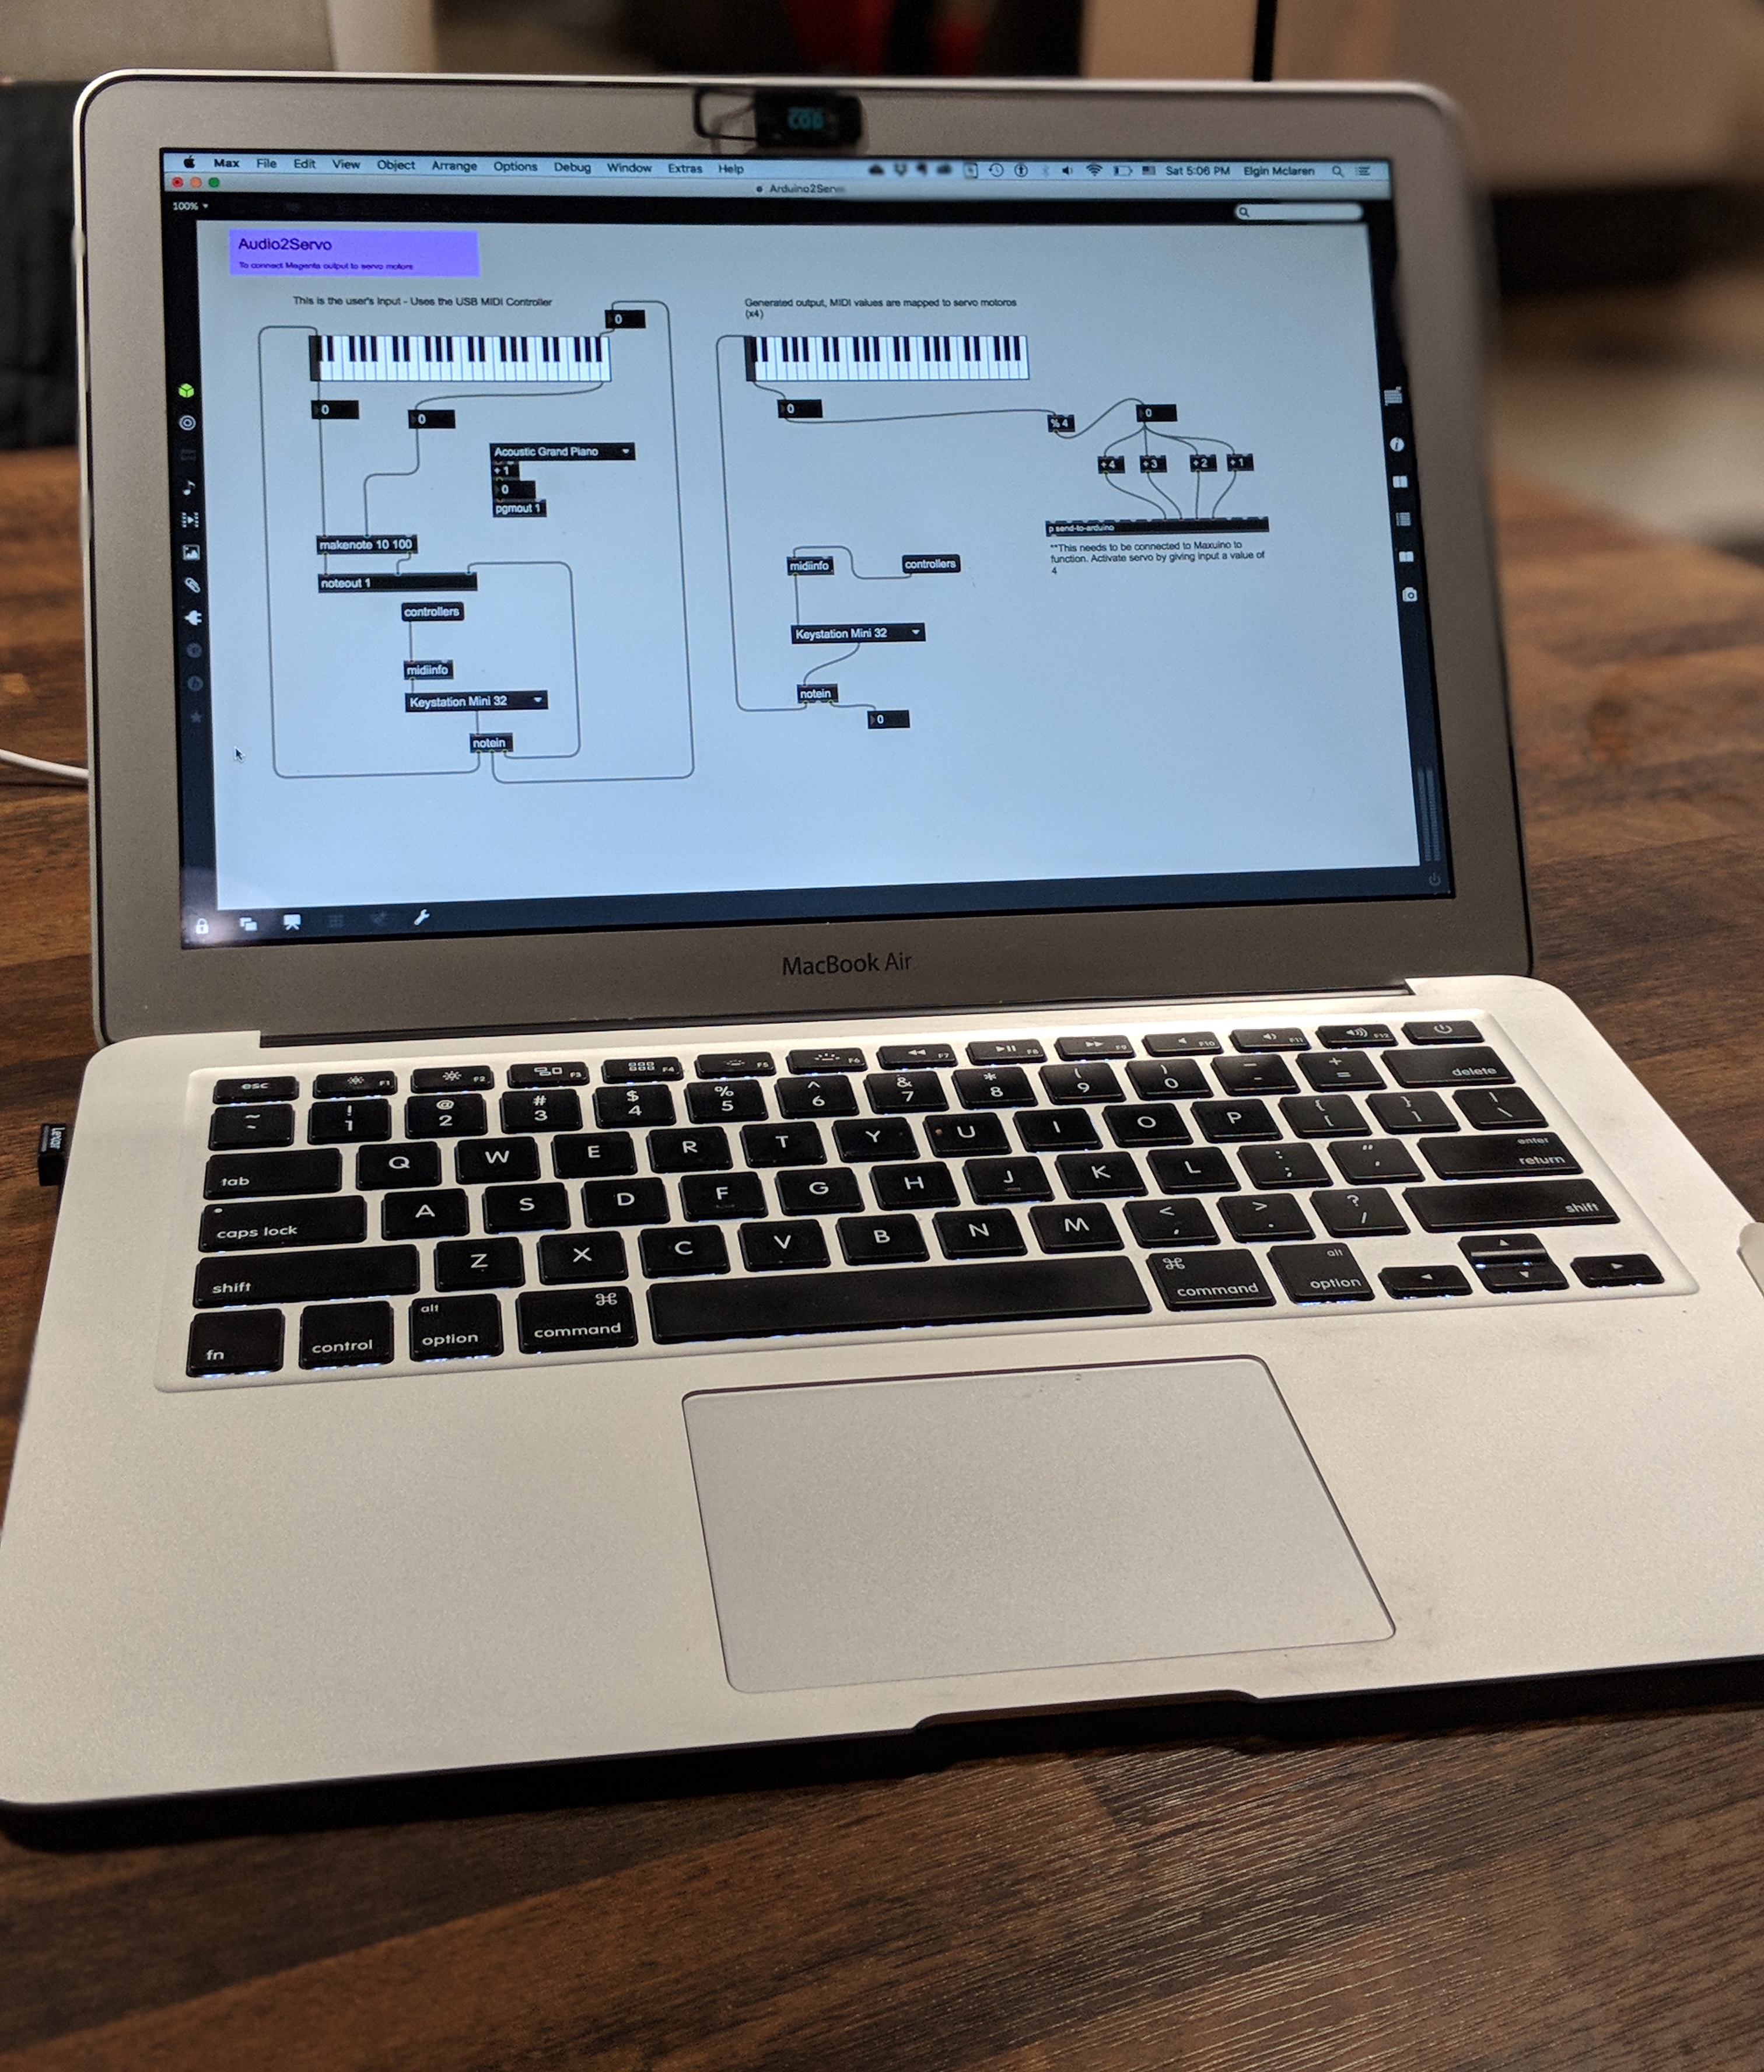 COD
Max File Edit View Object Arrange Options Debug Window Extras Help Sat 5:06 PM Elgin Mclaren
100%
Audio2Servo
To connect Magenta output to servo motors
This is the user's input - Uses the USB MIDI Controller
0
0
0
Acoustic Grand Piano
+ 1
0
pgmout 1
makenote 10 100
noteout 1
controllers
midiinfo
Keystation Mini 32
notein
Generated output, MIDI values are mapped to servo motoros
(x4)
0
% 4
0
+4 +3 +2 +1
p send-to-arduino
**This needs to be connected to Maxuino to
function. Activate servo by giving input a value of
4
midiinfo
controllers
Keystation Mini 32
notein
0
MacBook Air
esc F1 F2 F3 F4 F5 F6 F7 F8 F9 F10 F11 F12
~ ! @ # $ % ^ & * ( ) _ +
1 2 3 4 5 6 7 8 9 0 - = delete
tab Q W E R T Y U I O P { [ } ] | \
caps lock A S D F G H J K L : ; " ' enter return
shift Z X C V B N M < , > . ? / shift
fn control alt option ⌘ command ⌘ command alt option
Lexar